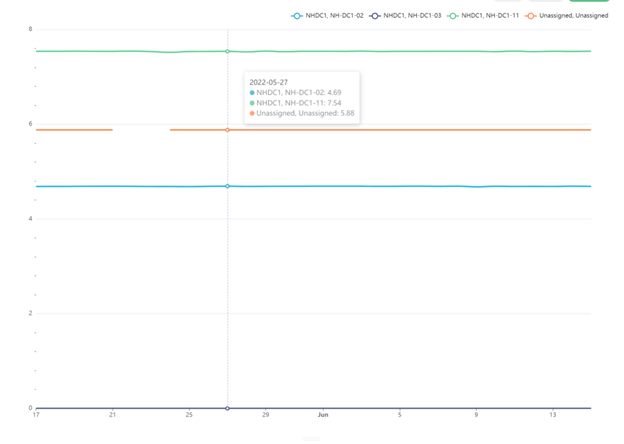 NHDC1, NH-DC1-02 NHDC1, NH-DC1-03 NHDC1, NH-DC1-11 Unassigned, Unassigned
8
2022-05-27
NHDC1, NH-DC1-02: 4.69
NHDC1, NH-DC1-11: 7.54
Unassigned, Unassigned: 5.88
6
4
2
0
17 21 25 29 Jun 5 9 13